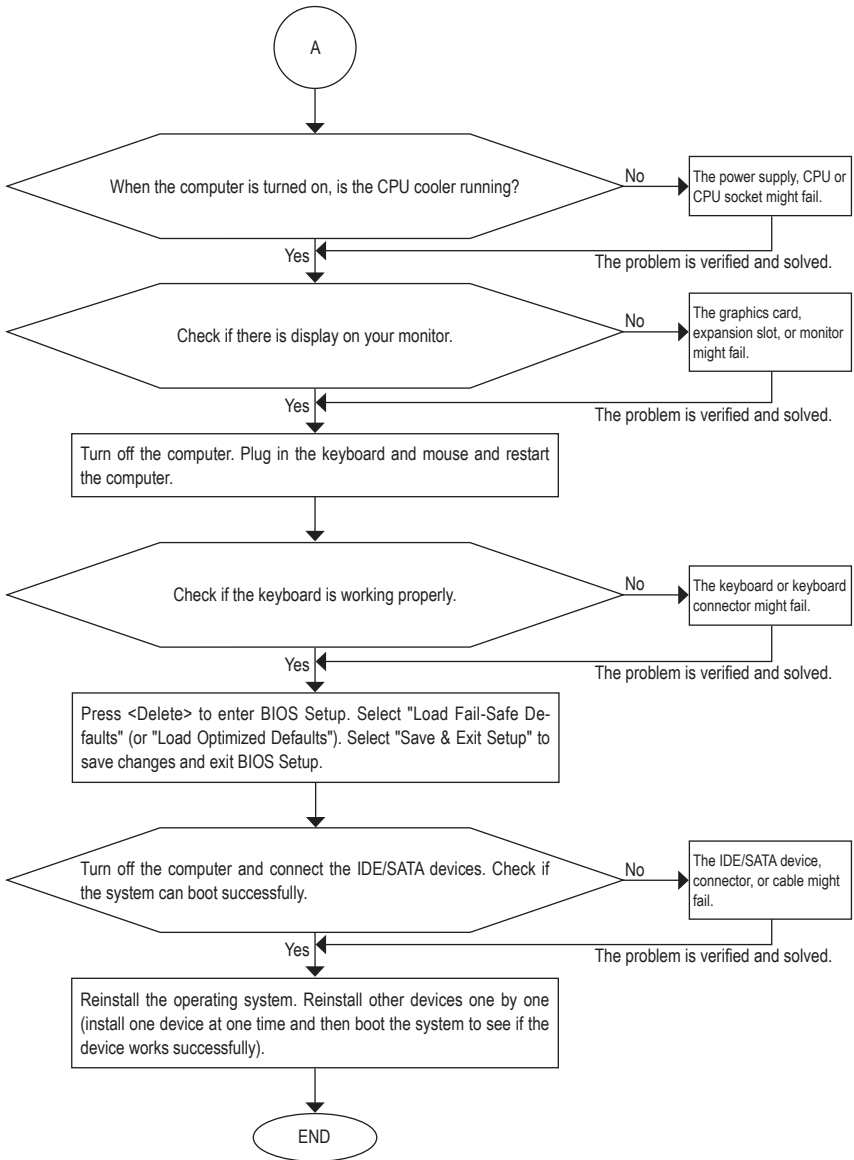 A
When the computer is turned on, is the CPU cooler running?
No
The power supply, CPU or
CPU socket might fail.
Yes
The problem is verified and solved.
Check if there is display on your monitor.
No
The graphics card,
expansion slot, or monitor
might fail.
Yes
The problem is verified and solved.
Turn off the computer. Plug in the keyboard and mouse and restart
the computer.
Check if the keyboard is working properly.
No
The keyboard or keyboard
connector might fail.
Yes
The problem is verified and solved.
Press <Delete> to enter BIOS Setup. Select "Load Fail-Safe De-
faults" (or "Load Optimized Defaults"). Select "Save & Exit Setup" to
save changes and exit BIOS Setup.
Turn off the computer and connect the IDE/SATA devices. Check if
the system can boot successfully.
No
The IDE/SATA device,
connector, or cable might
fail.
Yes
The problem is verified and solved.
Reinstall the operating system. Reinstall other devices one by one
(install one device at one time and then boot the system to see if the
device works successfully).
END